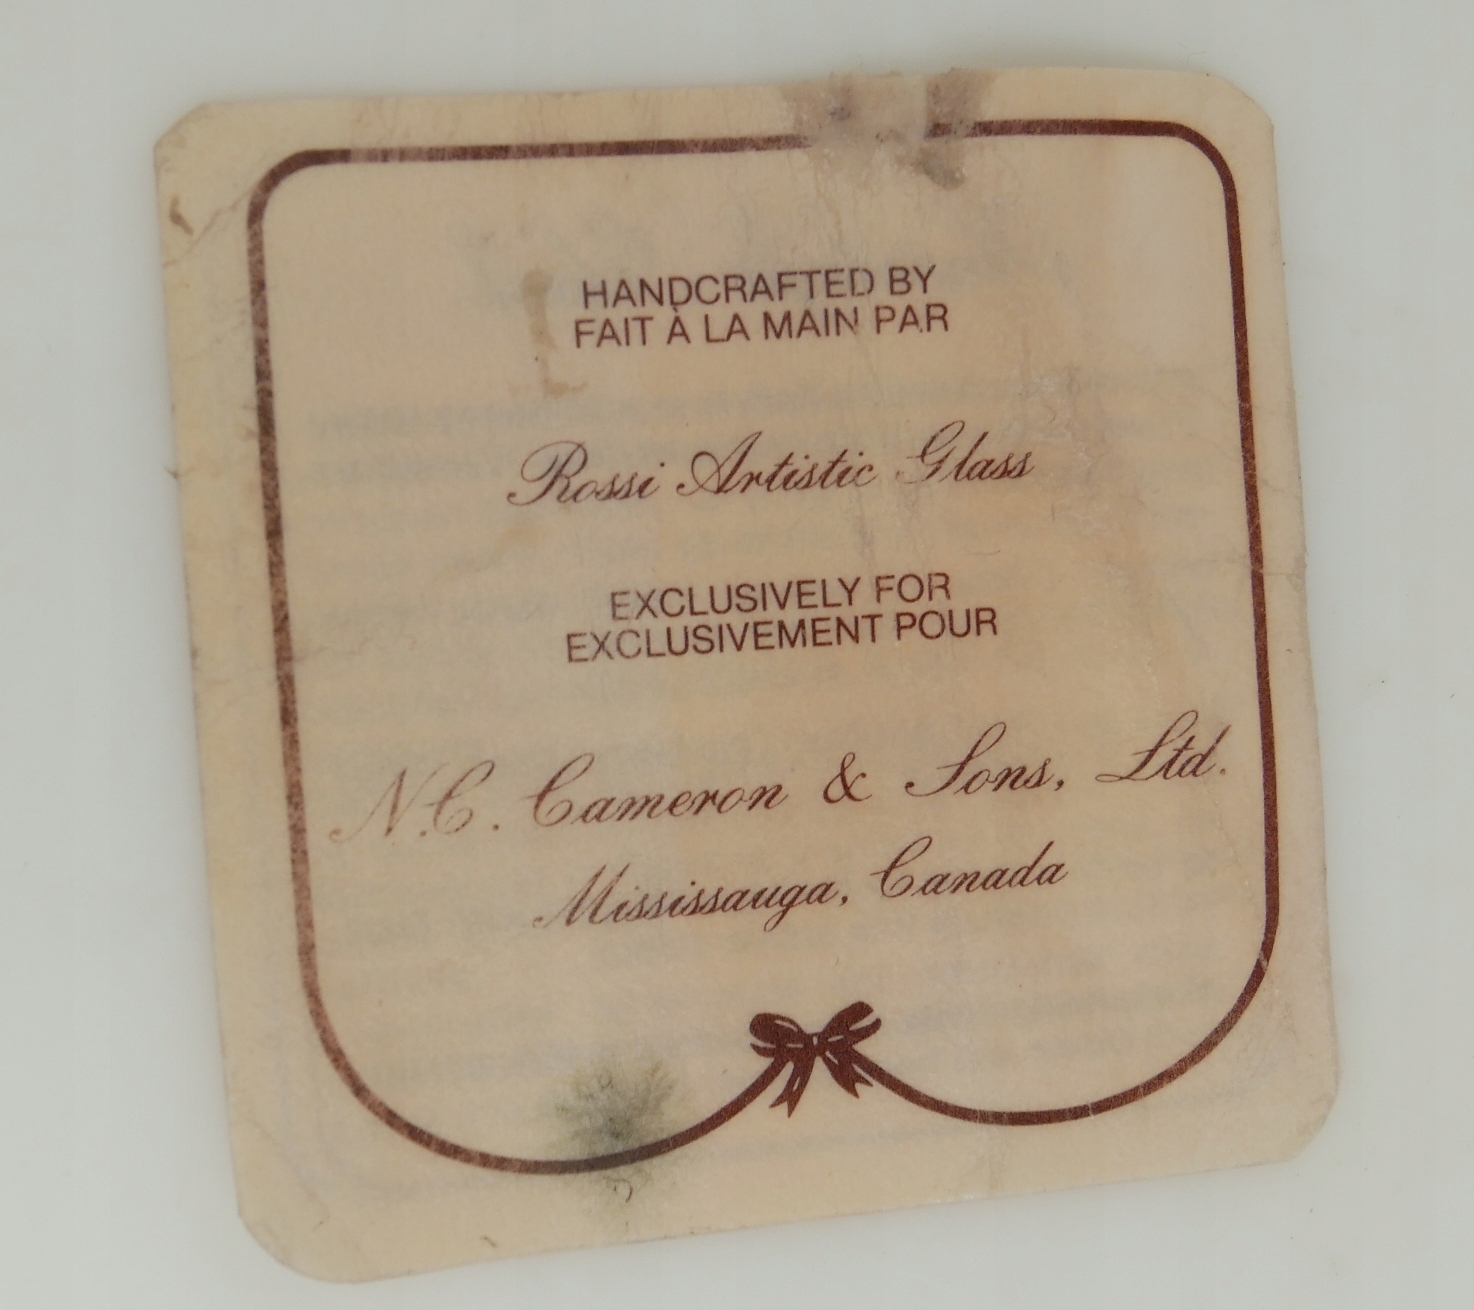 HANDCRAFTED BY
FAIT À LA MAIN PAR
Rossi Artistic Glass
EXCLUSIVELY FOR
EXCLUSIVEMENT POUR
N.C. Cameron & Sons, Ltd.
Mississauga, Canada